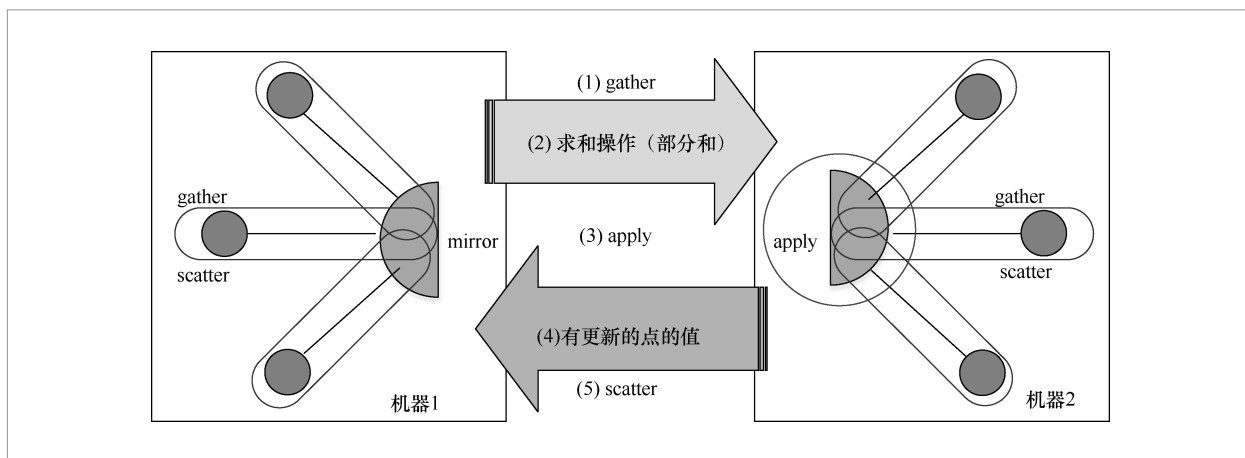 (1) gather
(2) 求和操作（部分和）
gather
scatter
mirror
(3) apply
apply
gather
scatter
(4)有更新的点的值
(5) scatter
机器1
机器2